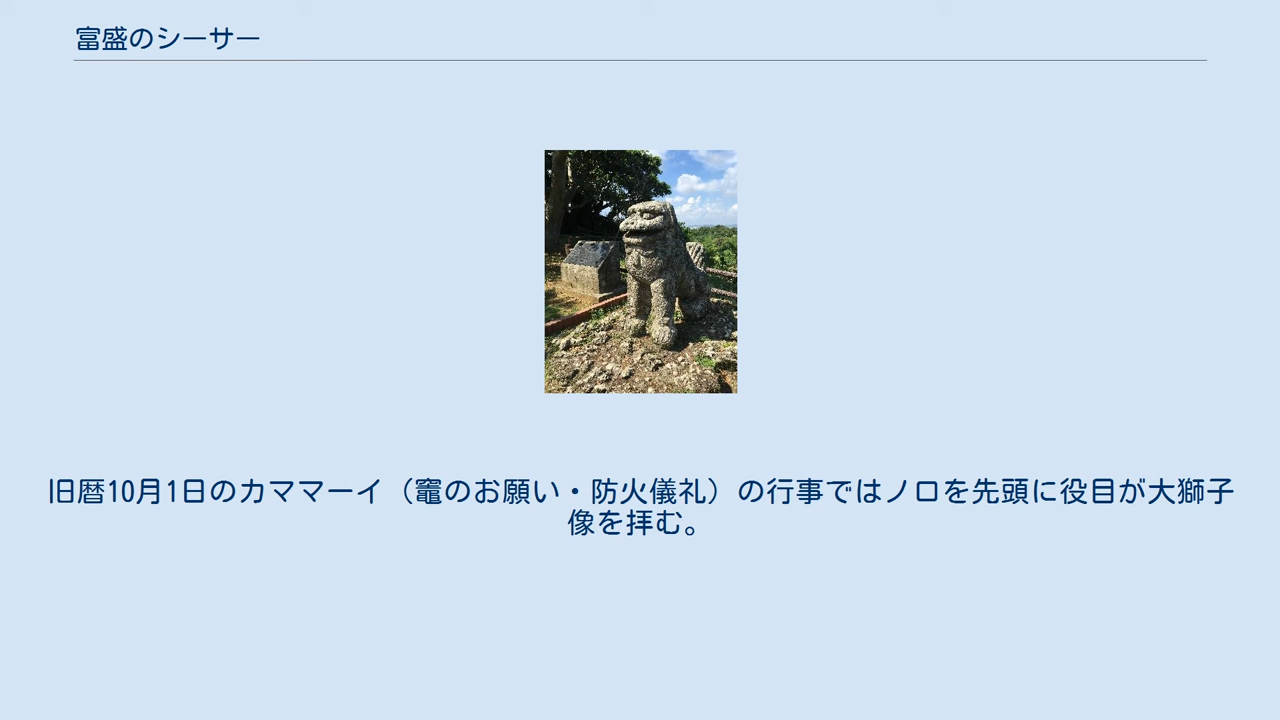 富盛のシーサー
旧暦10月1日のカママーイ（竈のお願い・防火儀礼）の行事ではノロを先頭に役目が大獅子
像を拝む。